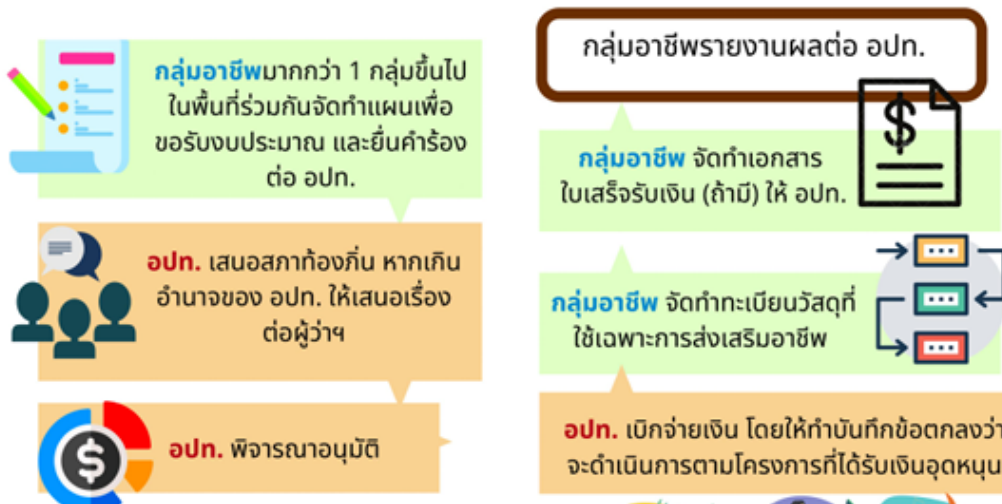 กลุ่มอาชีพมากกว่า 1 กลุ่มขึ้นไป
ในพื้นที่ร่วมกันจัดทำแผนเพื่อ
ขอรับงบประมาณ และยื่นคำร้อง
ต่อ อปท.
อปท. เสนอสภาท้องถิ่น หากเกิน
อำนาจของ อปท. ให้เสนอเรื่อง
ต่อผู้ว่าฯ
อปท. พิจารณาอนุมัติ
กลุ่มอาชีพรายงานผลต่อ อปท.
กลุ่มอาชีพ จัดทำเอกสาร
ใบเสร็จรับเงิน (ถ้ามี) ให้ อปท.
กลุ่มอาชีพ จัดทำทะเบียนวัสดุที่
ใช้เฉพาะการส่งเสริมอาชีพ
อปท. เบิกจ่ายเงิน โดยให้ทำบันทึกข้อตกลงว่า
จะดำเนินการตามโครงการที่ได้รับเงินอุดหนุน